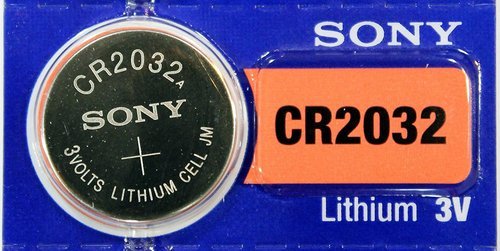 CR2032A
SONY
3VOLTS LITHIUM CELL JM
SONY
CR2032
Lithium 3V